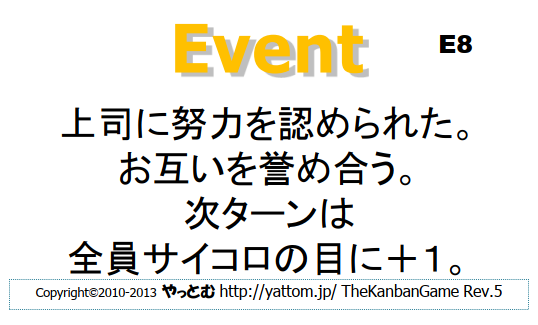 Event
E8
上司に努力を認められた。
お互いを誉め合う。
次ターンは
全員サイコロの目に＋１。
Copyright©2010-2013 やっとむ http://yattom.jp/ TheKanbanGame Rev.5